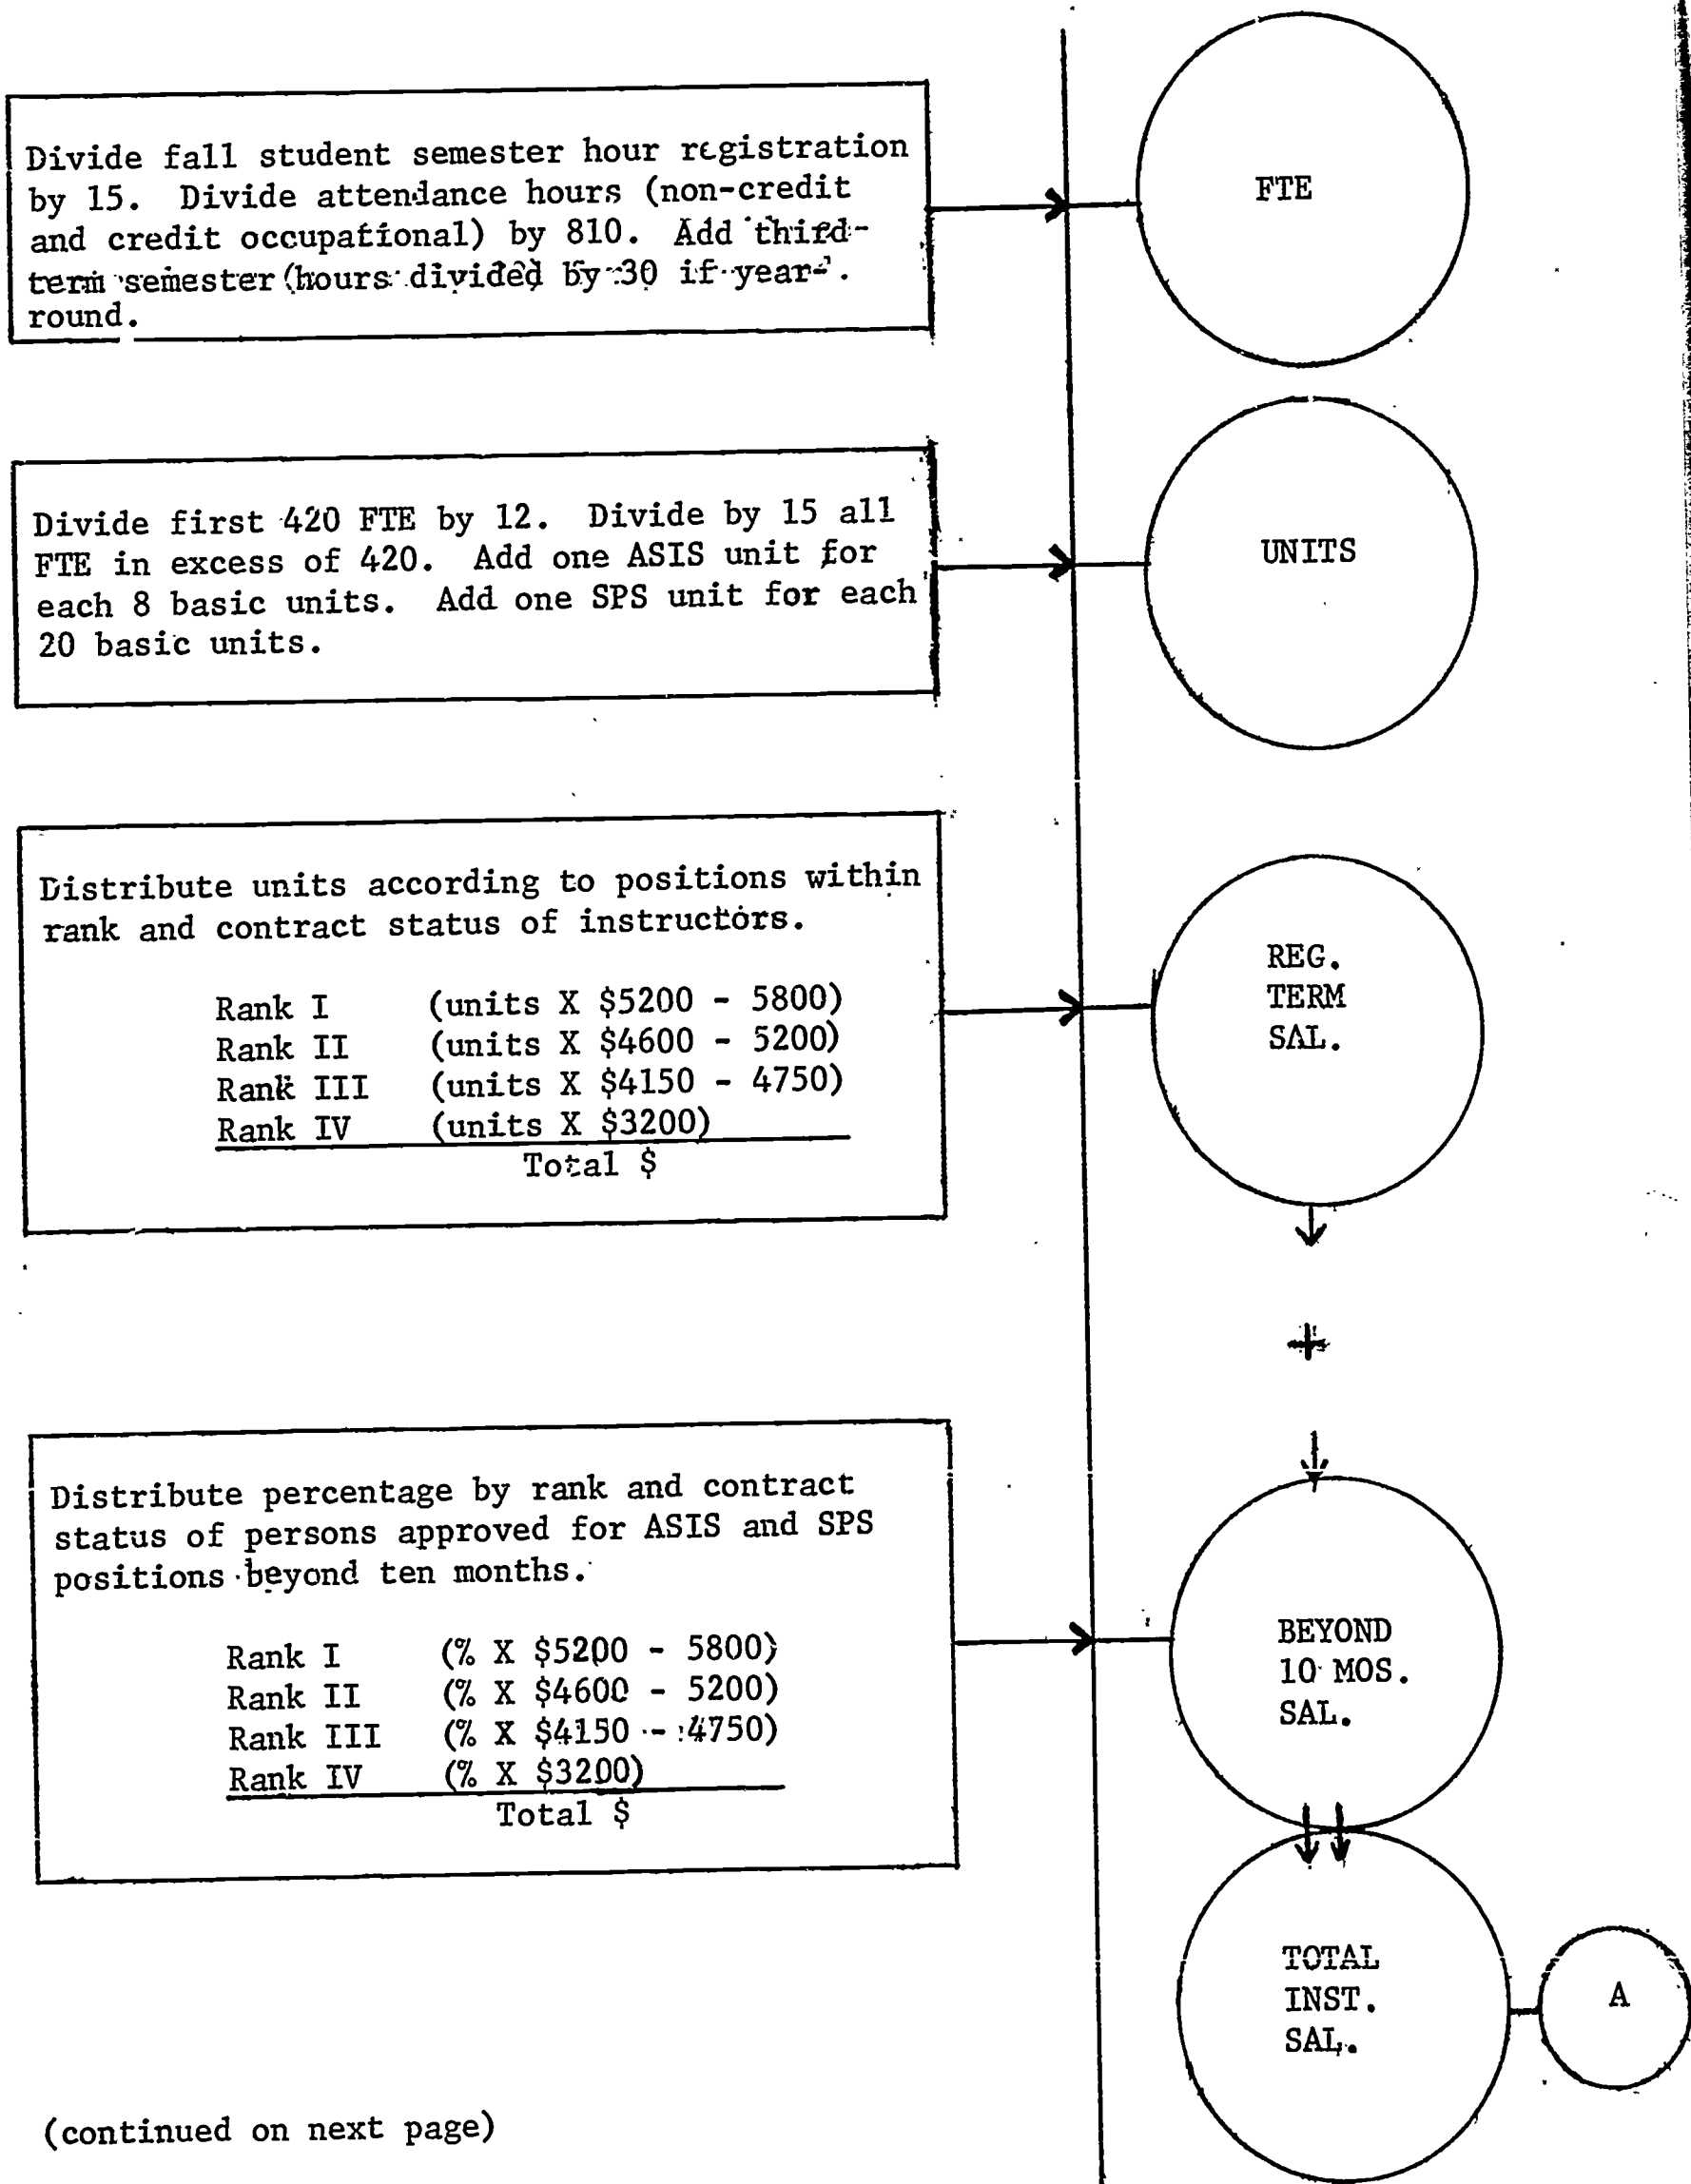 Divide fall student semester hour registration
by 15. Divide attendance hours (non-credit
and credit occupational) by 810. Add third-
term semester (hours divided by 30 if year-
round.
FTE
Divide first 420 FTE by 12. Divide by 15 all
FTE in excess of 420. Add one ASIS unit for
each 8 basic units. Add one SPS unit for each
20 basic units.
UNITS
Distribute units according to positions within
rank and contract status of instructors.
Rank I (units X $5200 - 5800)
Rank II (units X $4600 - 5200)
Rank III (units X $4150 - 4750)
Rank IV (units X $3200)
Total $
REG.
TERM
SAL.
+
Distribute percentage by rank and contract
status of persons approved for ASIS and SPS
positions beyond ten months.
Rank I (% X $5200 - 5800)
Rank II (% X $4600 - 5200)
Rank III (% X $4150 - 4750)
Rank IV (% X $3200)
Total $
BEYOND
10 MOS.
SAL.
TOTAL
INST.
SAL.
A
(continued on next page)